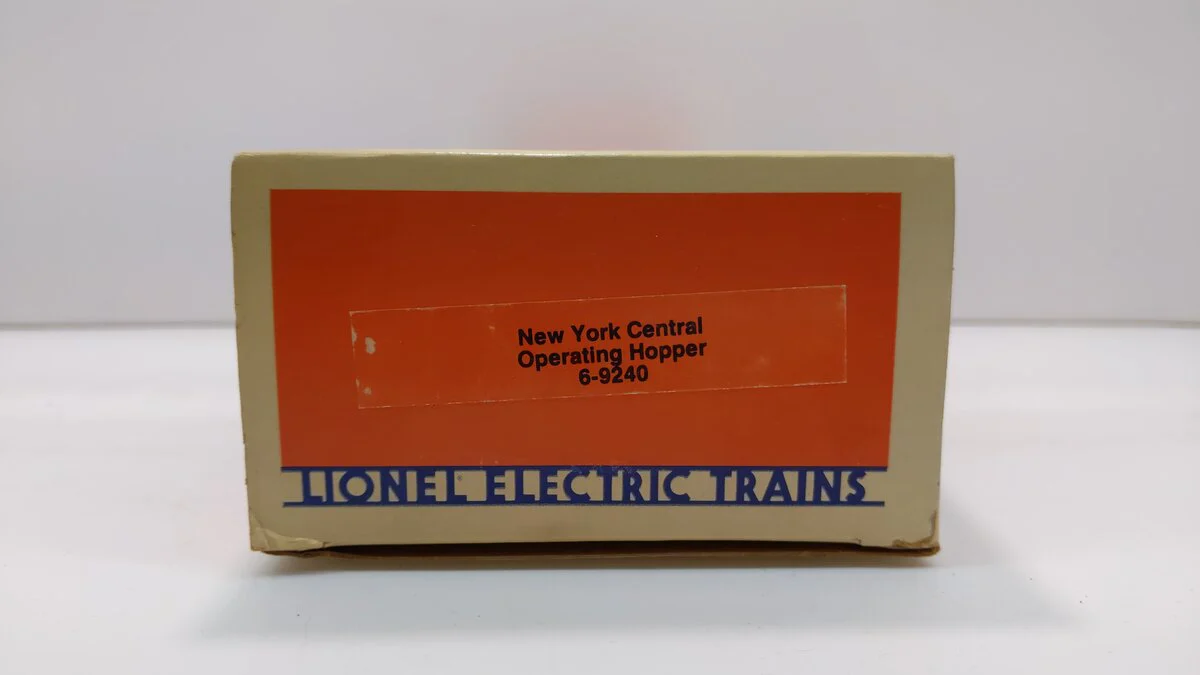 New York Central
Operating Hopper
6-9240
LIONEL ELECTRIC TRAINS